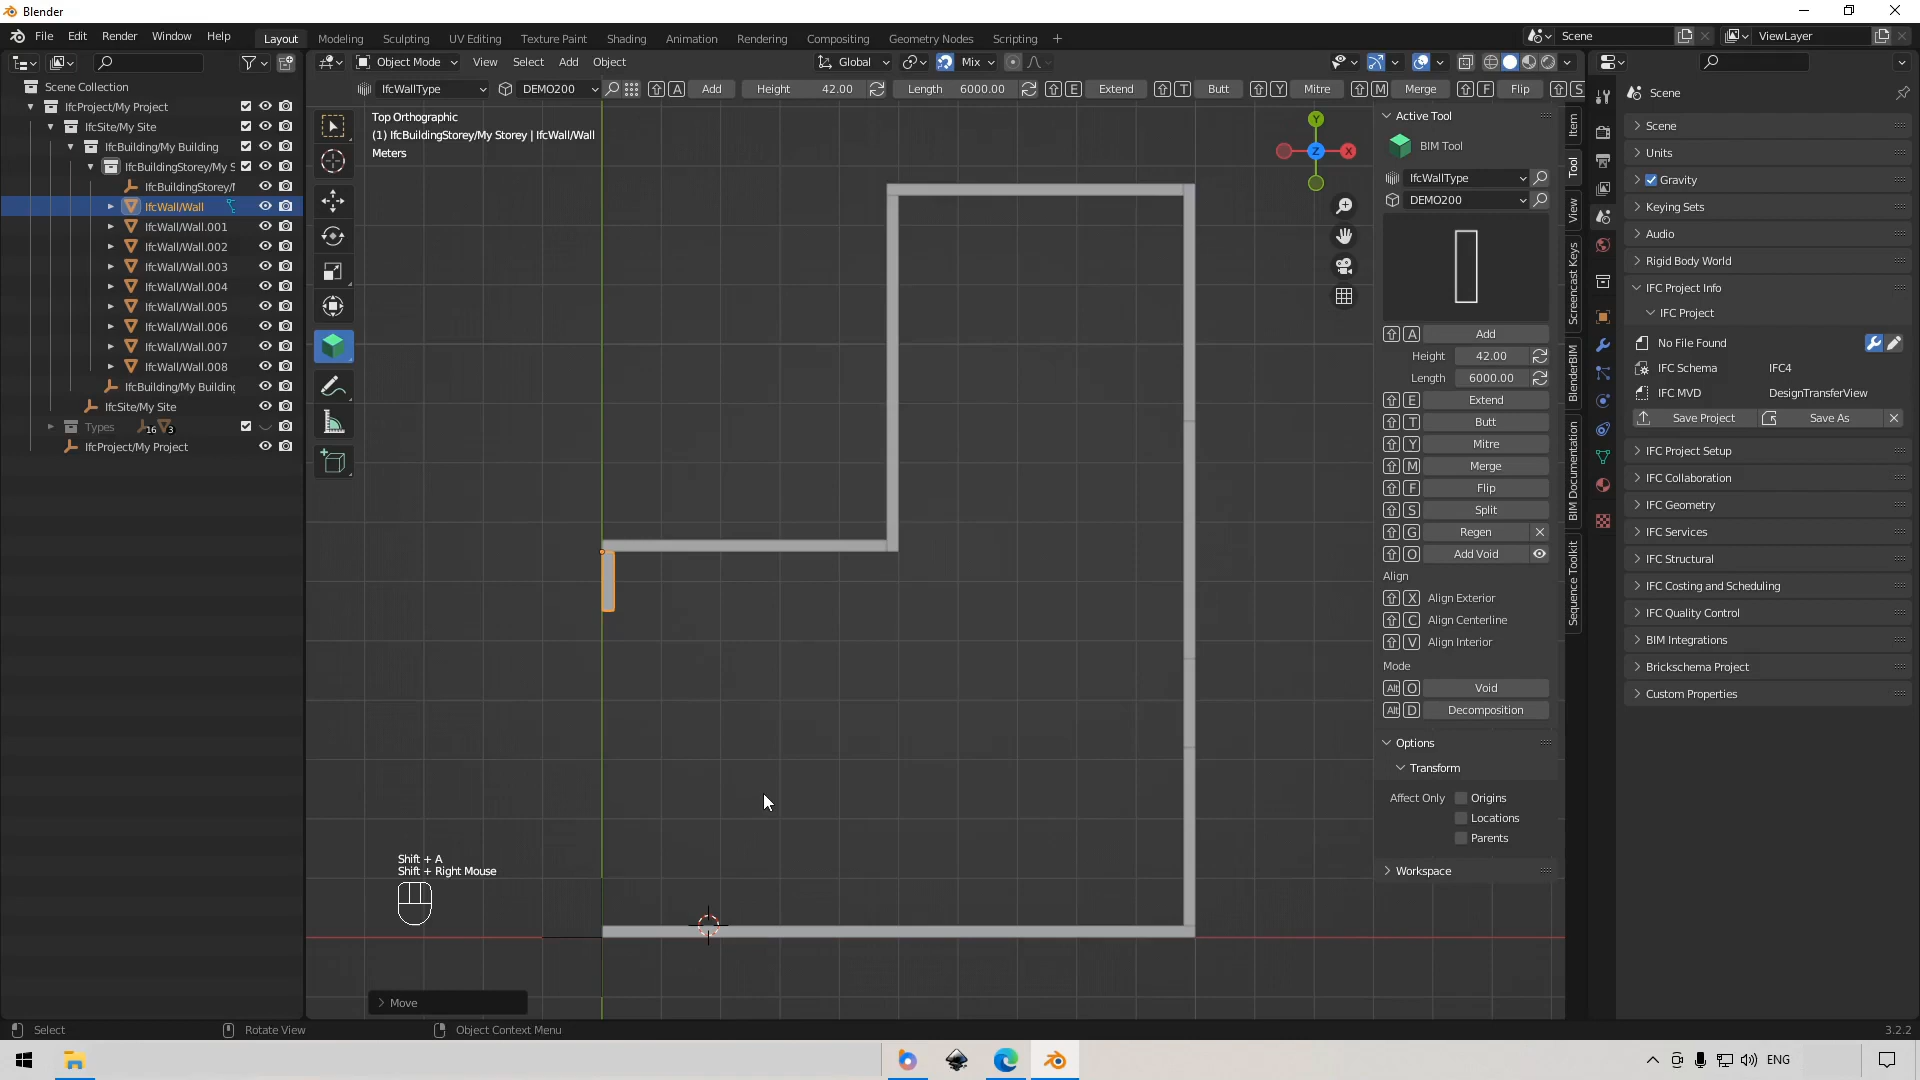 Blender
File Edit Render Window Help
Layout Modeling Sculpting UV Editing Texture Paint Shading Animation Rendering Compositing Geometry Nodes Scripting
Scene
ViewLayer
Object Mode View Select Add Object
Global
Mix
IfcWallType DEMO200 A Add Height 42.00 Length 6000.00 E Extend T Butt Y Mitre M Merge F Flip S
Scene Collection
IfcProject/My Project
IfcSite/My Site
IfcBuilding/My Building
IfcBuildingStorey/My S
IfcBuildingStorey/
IfcWall/Wall
IfcWall/Wall.001
IfcWall/Wall.002
IfcWall/Wall.003
IfcWall/Wall.004
IfcWall/Wall.005
IfcWall/Wall.006
IfcWall/Wall.007
IfcWall/Wall.008
IfcBuilding/My Building
IfcSite/My Site
Types 16 3
IfcProject/My Project
Top Orthographic
(1) IfcBuildingStorey/My Storey | IfcWall/Wall
Meters
Y
Z
X
Shift + A
Shift + Right Mouse
Move
Active Tool
BIM Tool
IfcWallType
DEMO200
A Add
Height 42.00
Length 6000.00
E Extend
T Butt
Y Mitre
M Merge
F Flip
S Split
G Regen
O Add Void
Align
X Align Exterior
C Align Centerline
V Align Interior
Mode
Alt O Void
Alt D Decomposition
Options
Transform
Affect Only Origins
Locations
Parents
Workspace
Item
Tool
View
Screencast Keys
BlenderBIM
BIM Documentation
Sequence Toolkit
Scene
Scene
Units
Gravity
Keying Sets
Audio
Rigid Body World
IFC Project Info
IFC Project
No File Found
IFC Schema IFC4
IFC MVD DesignTransferView
Save Project Save As
IFC Project Setup
IFC Collaboration
IFC Geometry
IFC Services
IFC Structural
IFC Costing and Scheduling
IFC Quality Control
BIM Integrations
Brickschema Project
Custom Properties
Select Rotate View Object Context Menu
3.2.2
ENG